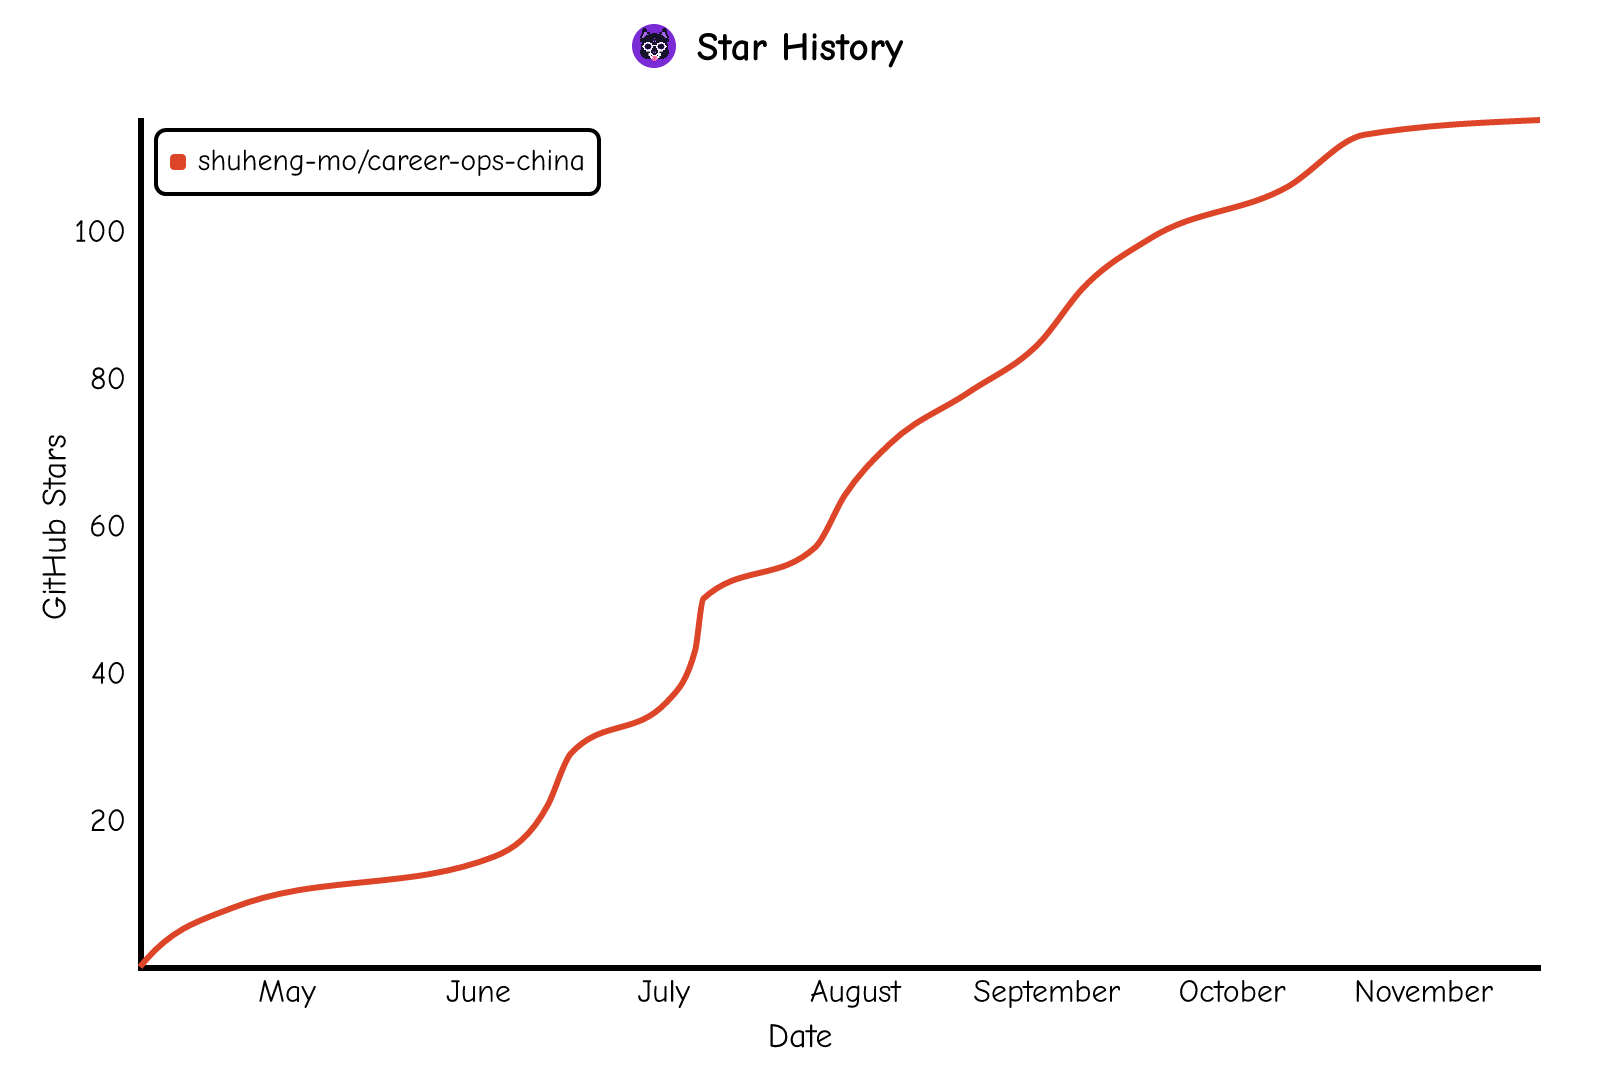 Star History
shuheng-mo/career-ops-china
100
80
60
40
20
GitHub Stars
May June July August September October November
Date